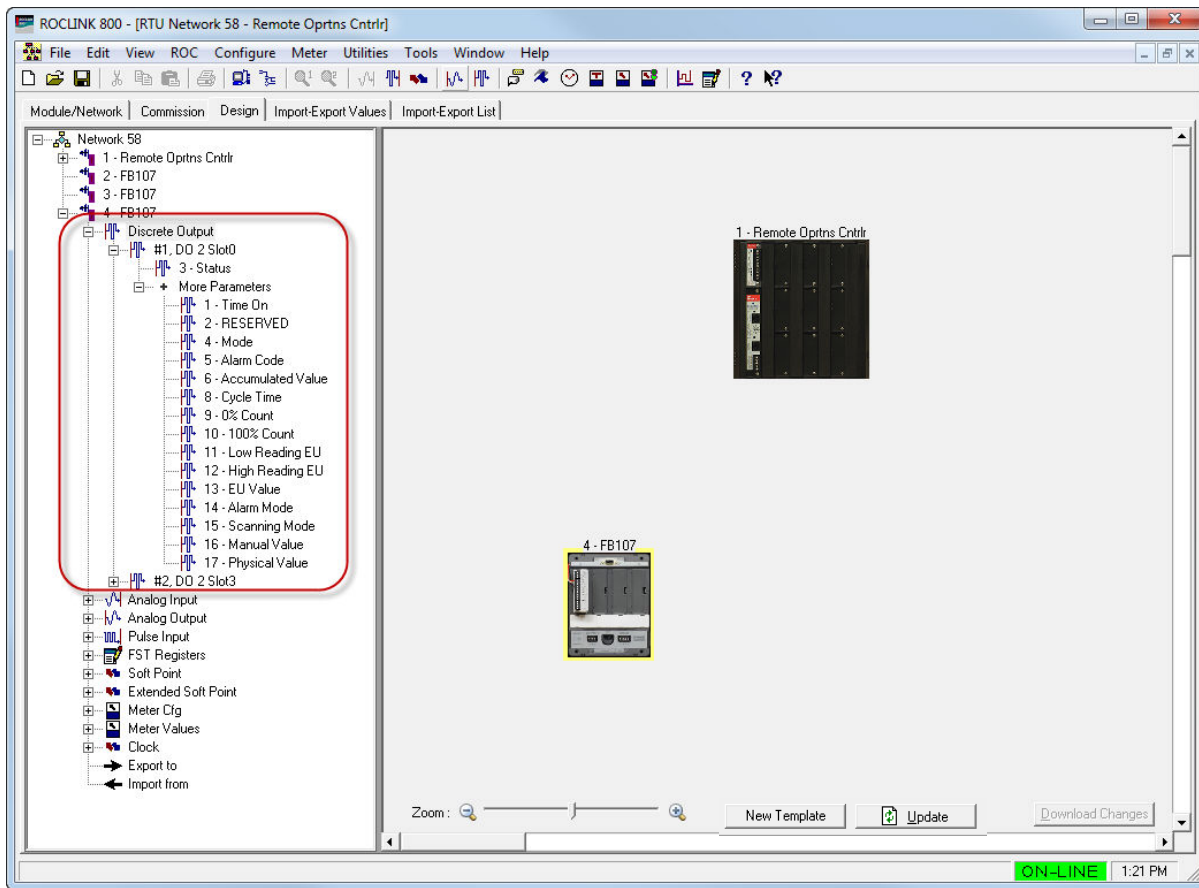 ROCLINK 800 - [RTU Network 58 - Remote Oprtns Cntrlr]
File Edit View ROC Configure Meter Utilities Tools Window Help
Module/Network Commission Design Import-Export Values Import-Export List
Network 58
1 - Remote Oprtns Cntrlr
2 - FB107
3 - FB107
4 - FB107
Discrete Output
#1, DO 2 Slot0
3 - Status
More Parameters
1 - Time On
2 - RESERVED
4 - Mode
5 - Alarm Code
6 - Accumulated Value
8 - Cycle Time
9 - 0% Count
10 - 100% Count
11 - Low Reading EU
12 - High Reading EU
13 - EU Value
14 - Alarm Mode
15 - Scanning Mode
16 - Manual Value
17 - Physical Value
#2, DO 2 Slot3
Analog Input
Analog Output
Pulse Input
FST Registers
Soft Point
Extended Soft Point
Meter Cfg
Meter Values
Clock
Export to
Import from
1 - Remote Oprtns Cntrlr
4 - FB107
Zoom :
New Template
Update
Download Changes
ON-LINE
1:21 PM